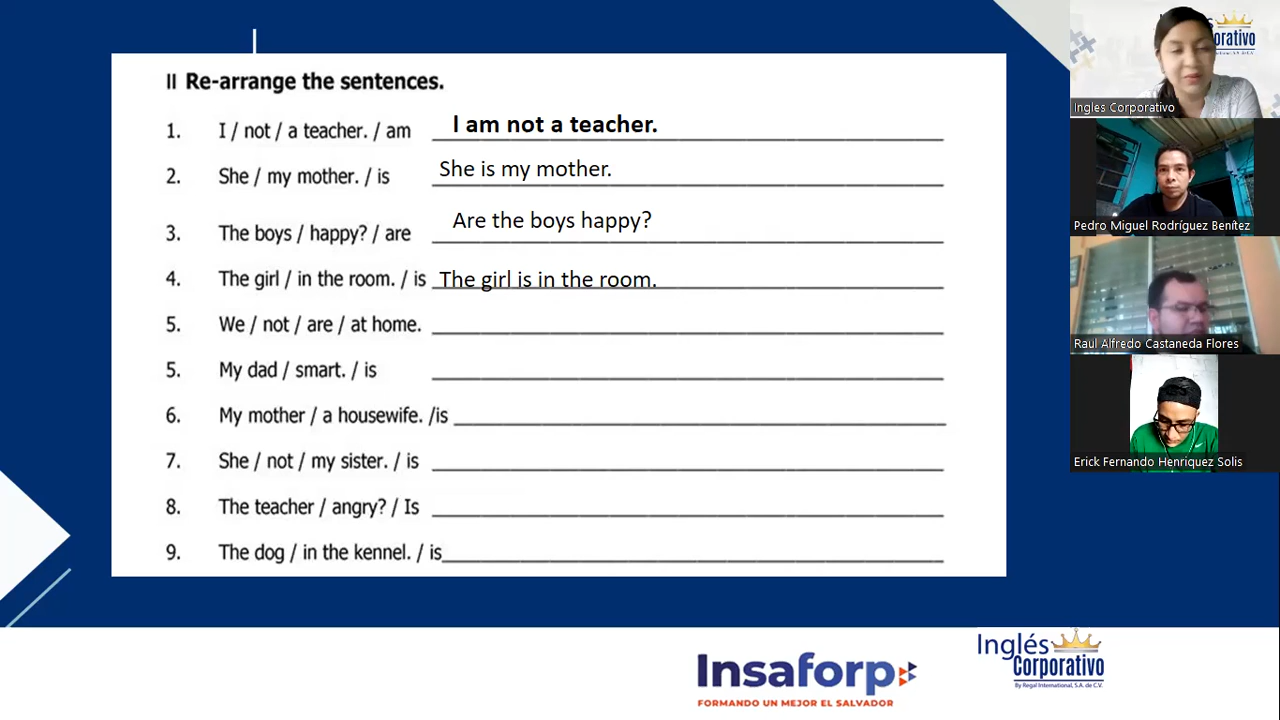 II Re-arrange the sentences.
1. I / not / a teacher. / am I am not a teacher.
2. She / my mother. / is She is my mother.
3. The boys / happy? / are Are the boys happy?
4. The girl / in the room. / is The girl is in the room.
5. We / not / are / at home.
5. My dad / smart. / is
6. My mother / a housewife. /is
7. She / not / my sister. / is
8. The teacher / angry? / Is
9. The dog / in the kennel. / is
Insaforp
FORMANDO UN MEJOR EL SALVADOR
Inglés
Corporativo
By Regal International, S.A. de C.V.
Ingles Corporativo
Pedro Miguel Rodríguez Benítez
Raul Alfredo Castaneda Flores
Erick Fernando Henriquez Solis